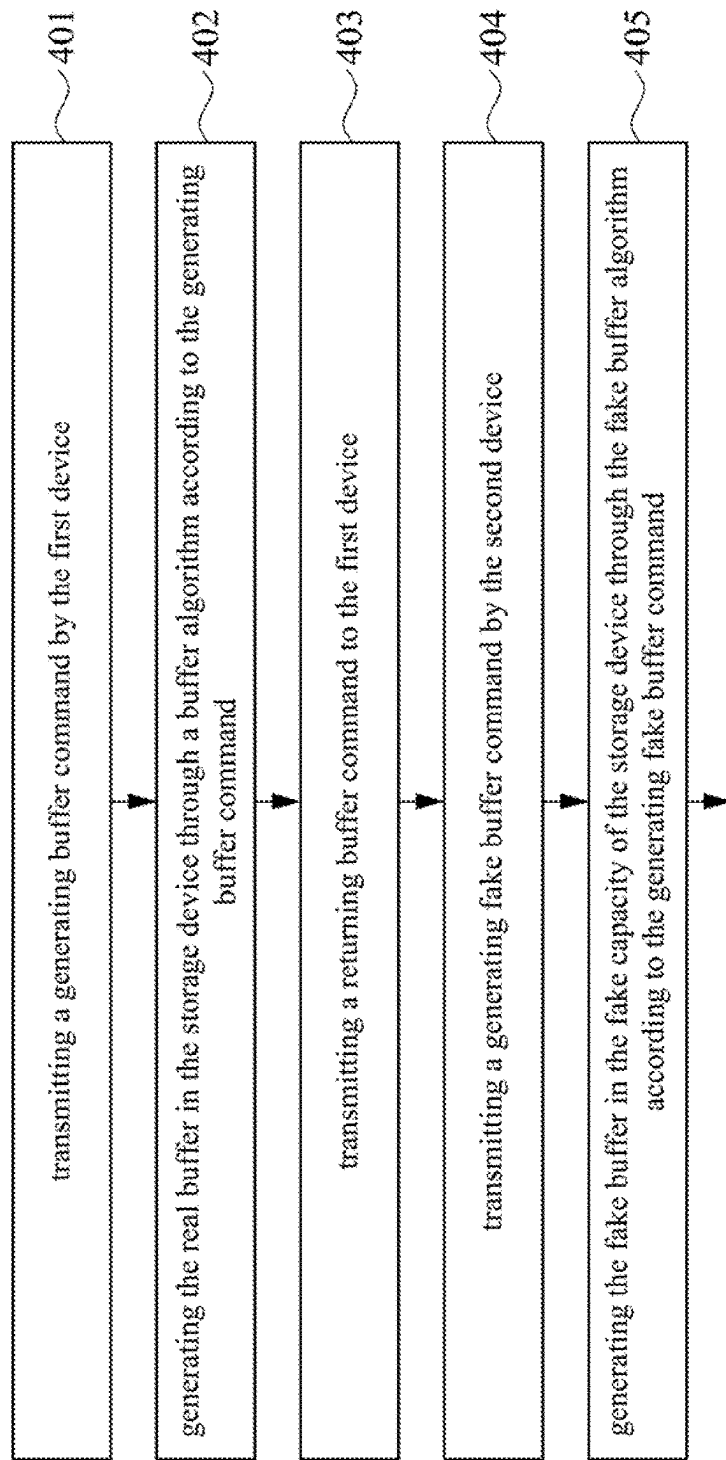 transmitting a generating buffer command by the first device
401
generating the real buffer in the storage device through a buffer algorithm according to the generating
buffer command
402
transmitting a returning buffer command to the first device
403
transmitting a generating fake buffer command by the second device
404
generating the fake buffer in the fake capacity of the storage device through the fake buffer algorithm
according to the generating fake buffer command
405